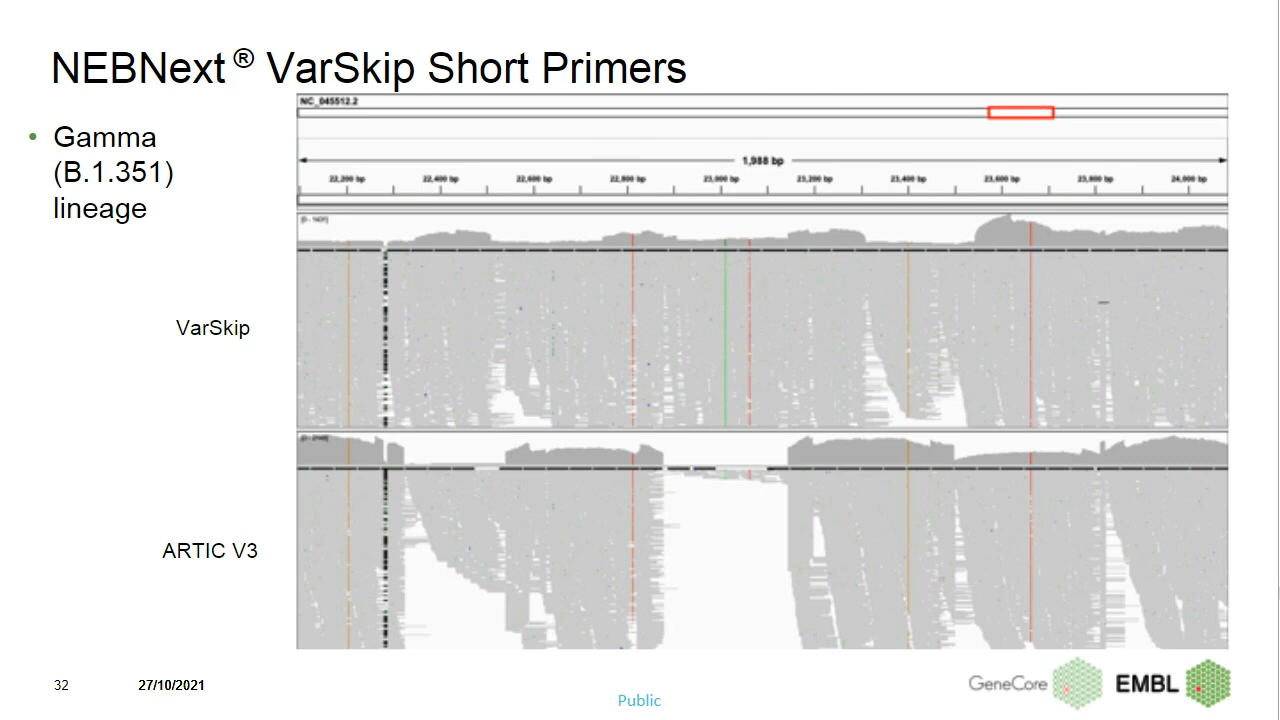 NEBNext® VarSkip Short Primers
• Gamma
(B.1.351)
lineage
NC_045512.2
1,988 bp
22,200 bp 22,400 bp 22,600 bp 22,800 bp 23,000 bp 23,200 bp 23,400 bp 23,600 bp 23,800 bp 24,000 bp
VarSkip
ARTIC V3
32
27/10/2021
Public
GeneCore
EMBL